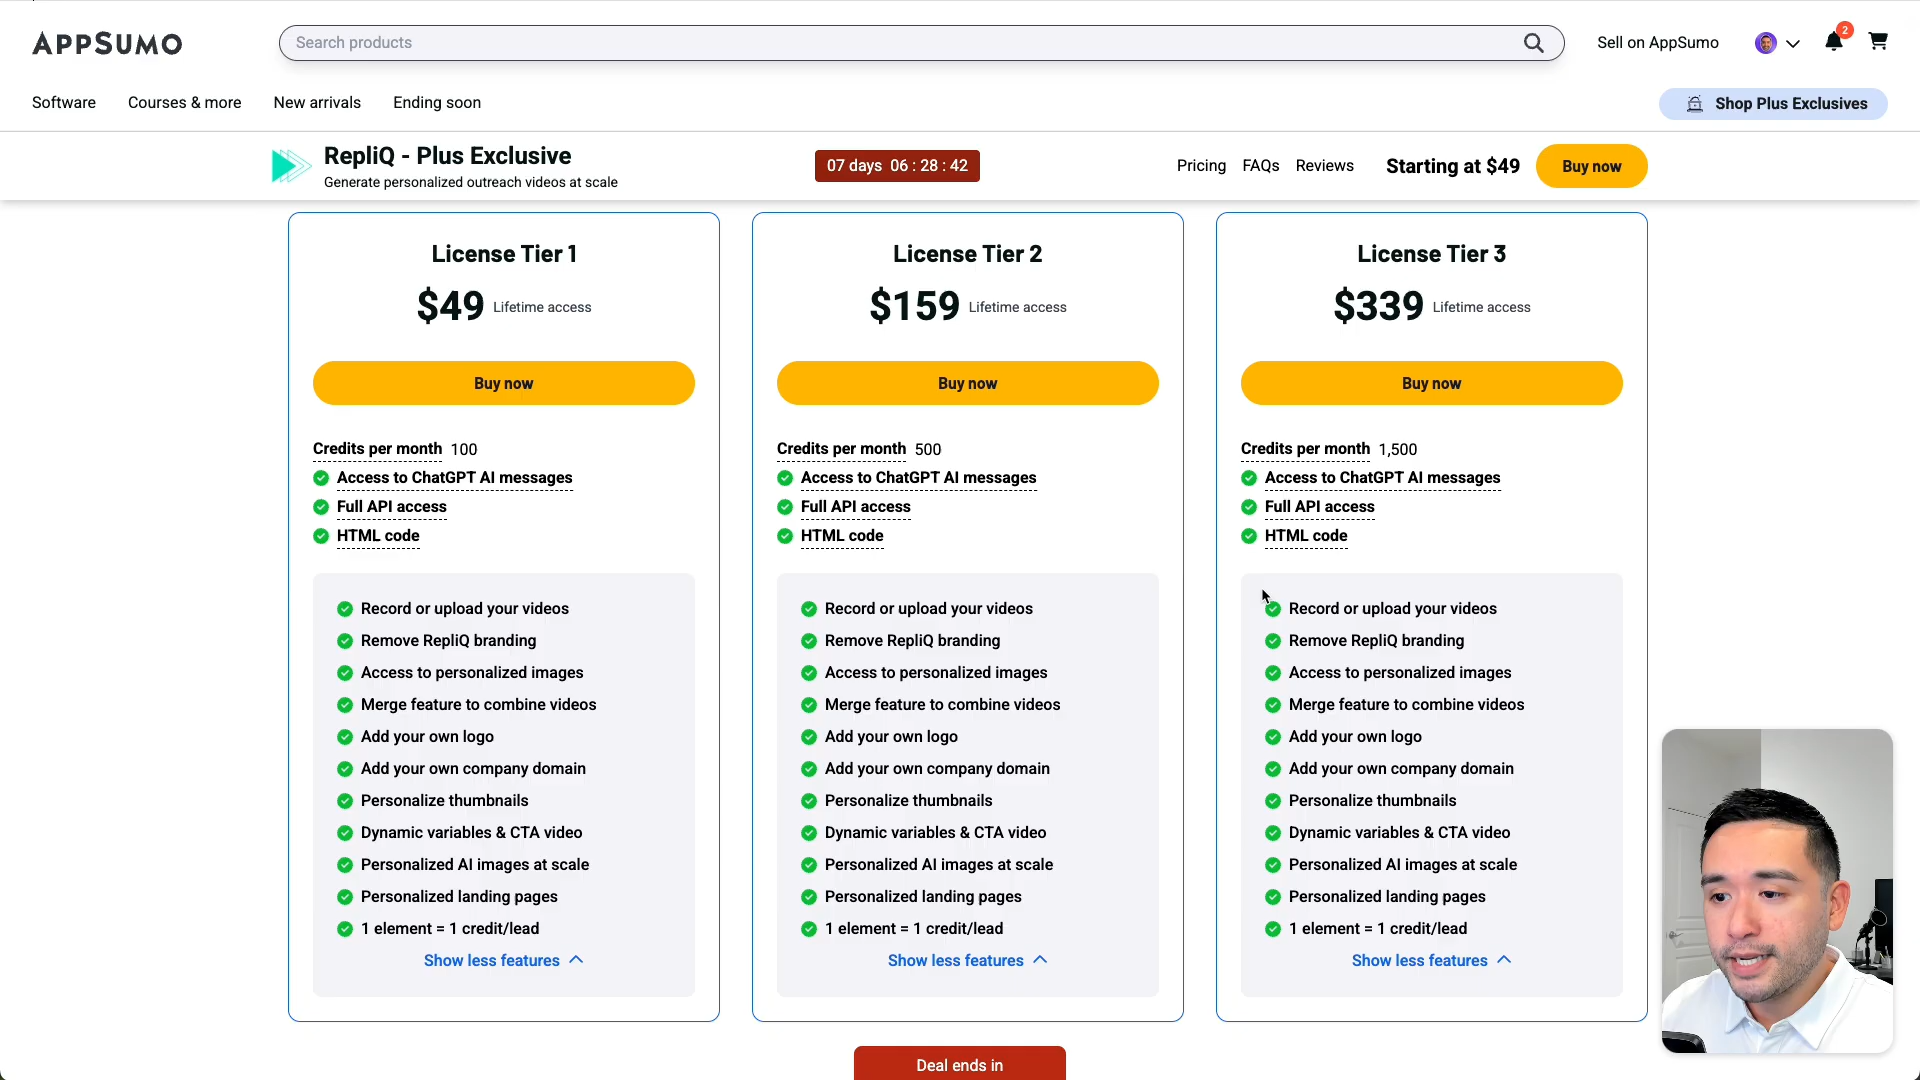 APPSUMO
Search products
Sell on AppSumo
2
Software
Courses & more
New arrivals
Ending soon
Shop Plus Exclusives
RepliQ - Plus Exclusive
Generate personalized outreach videos at scale
07 days 06 : 28 : 42
Pricing
FAQs
Reviews
Starting at $49
Buy now
License Tier 1
$49 Lifetime access
Buy now
Credits per month 100
Access to ChatGPT AI messages
Full API access
HTML code
Record or upload your videos
Remove RepliQ branding
Access to personalized images
Merge feature to combine videos
Add your own logo
Add your own company domain
Personalize thumbnails
Dynamic variables & CTA video
Personalized AI images at scale
Personalized landing pages
1 element = 1 credit/lead
Show less features
License Tier 2
$159 Lifetime access
Buy now
Credits per month 500
Access to ChatGPT AI messages
Full API access
HTML code
Record or upload your videos
Remove RepliQ branding
Access to personalized images
Merge feature to combine videos
Add your own logo
Add your own company domain
Personalize thumbnails
Dynamic variables & CTA video
Personalized AI images at scale
Personalized landing pages
1 element = 1 credit/lead
Show less features
License Tier 3
$339 Lifetime access
Buy now
Credits per month 1,500
Access to ChatGPT AI messages
Full API access
HTML code
Record or upload your videos
Remove RepliQ branding
Access to personalized images
Merge feature to combine videos
Add your own logo
Add your own company domain
Personalize thumbnails
Dynamic variables & CTA video
Personalized AI images at scale
Personalized landing pages
1 element = 1 credit/lead
Show less features
Deal ends in